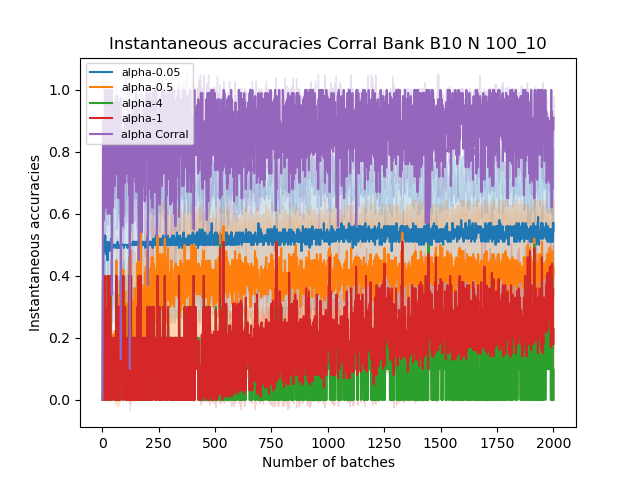 Instantaneous accuracies Corral Bank B10 N 100_10
alpha-0.05
alpha-0.5
alpha-4
alpha-1
alpha Corral
Instantaneous accuracies
1.0
0.8
0.6
0.4
0.2
0.0
0 250 500 750 1000 1250 1500 1750 2000
Number of batches